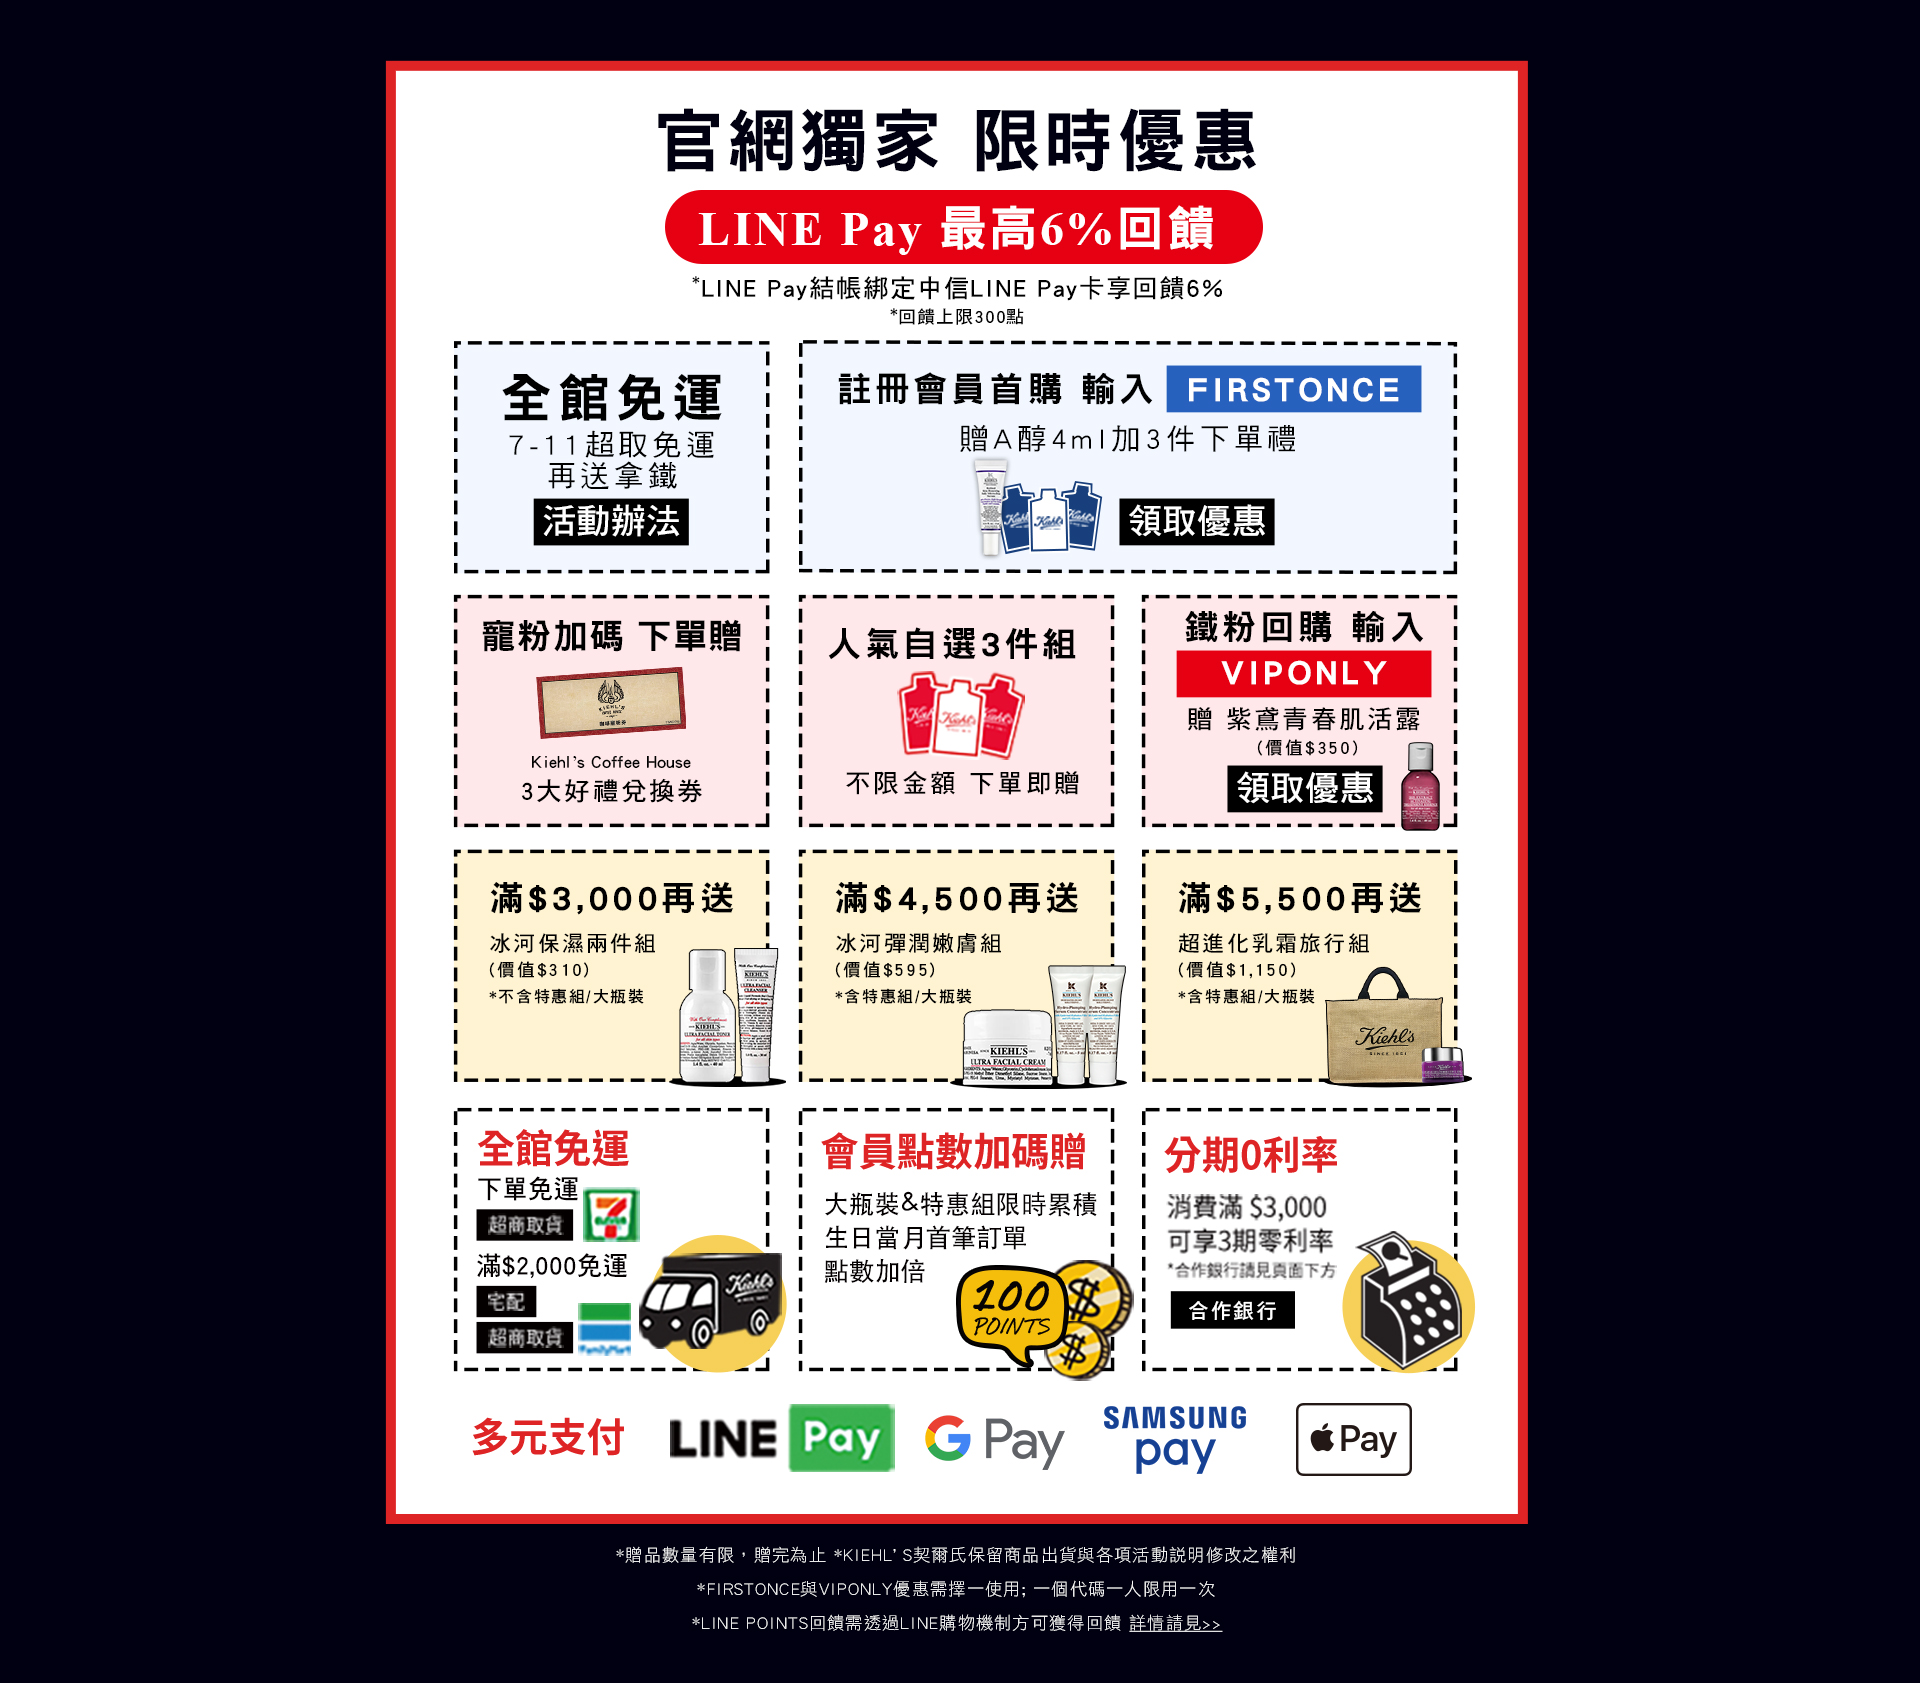 官網獨家 限時優惠
LINE Pay 最高6%回饋
*LINE Pay結帳綁定中信LINE Pay卡享回饋6%
*回饋上限300點
全館免運
7-11超取免運
再送拿鐵
活動辦法
註冊會員首購 輸入 FIRSTONCE
贈A醇4ml加3件下單禮
領取優惠
寵粉加碼 下單贈
Kiehl's Coffee House
3大好禮兌換券
人氣自選3件組
不限金額 下單即贈
鐵粉回購 輸入
VIPONLY
贈 紫鳶青春肌活露
(價值$350)
領取優惠
滿$3,000再送
冰河保濕兩件組
(價值$310)
*不含特惠組/大瓶裝
KIEHL'S
ULTRA FACIAL
CLEANSER
KIEHL'S
ULTRA FACIAL TONER
滿$4,500再送
冰河彈潤嫩膚組
(價值$595)
*含特惠組/大瓶裝
KIEHL'S
KIEHL'S
KIEHL'S
ULTRA FACIAL CREAM
滿$5,500再送
超進化乳霜旅行組
(價值$1,150)
*含特惠組/大瓶裝
Kiehl's
SINCE 1851
全館免運
下單免運
超商取貨
滿$2,000免運
宅配
超商取貨
FamilyMart
Kiehl's
會員點數加碼贈
大瓶裝&特惠組限時累積
生日當月首筆訂單
點數加倍
100
POINTS
分期0利率
消費滿 $3,000
可享3期零利率
*合作銀行請見頁面下方
合作銀行
多元支付
LINE Pay
G Pay
SAMSUNG
pay
Pay
*贈品數量有限，贈完為止 *KIEHL'S契爾氏保留商品出貨與各項活動說明修改之權利
*FIRSTONCE與VIPONLY優惠需擇一使用; 一個代碼一人限用一次
*LINE POINTS回饋需透過LINE購物機制方可獲得回饋 詳情請見>>